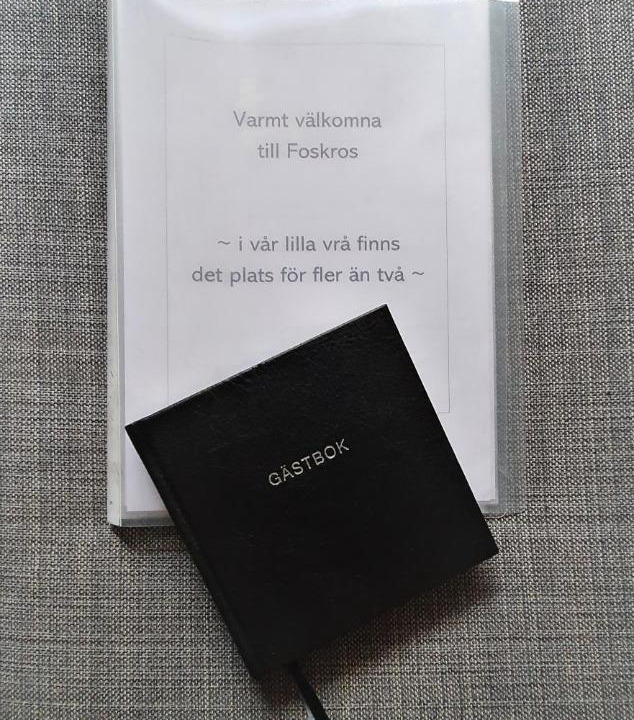 Varmt välkomna
till Foskros
~ i vår lilla vrå finns
det plats för fler än två ~
GÄSTBOK